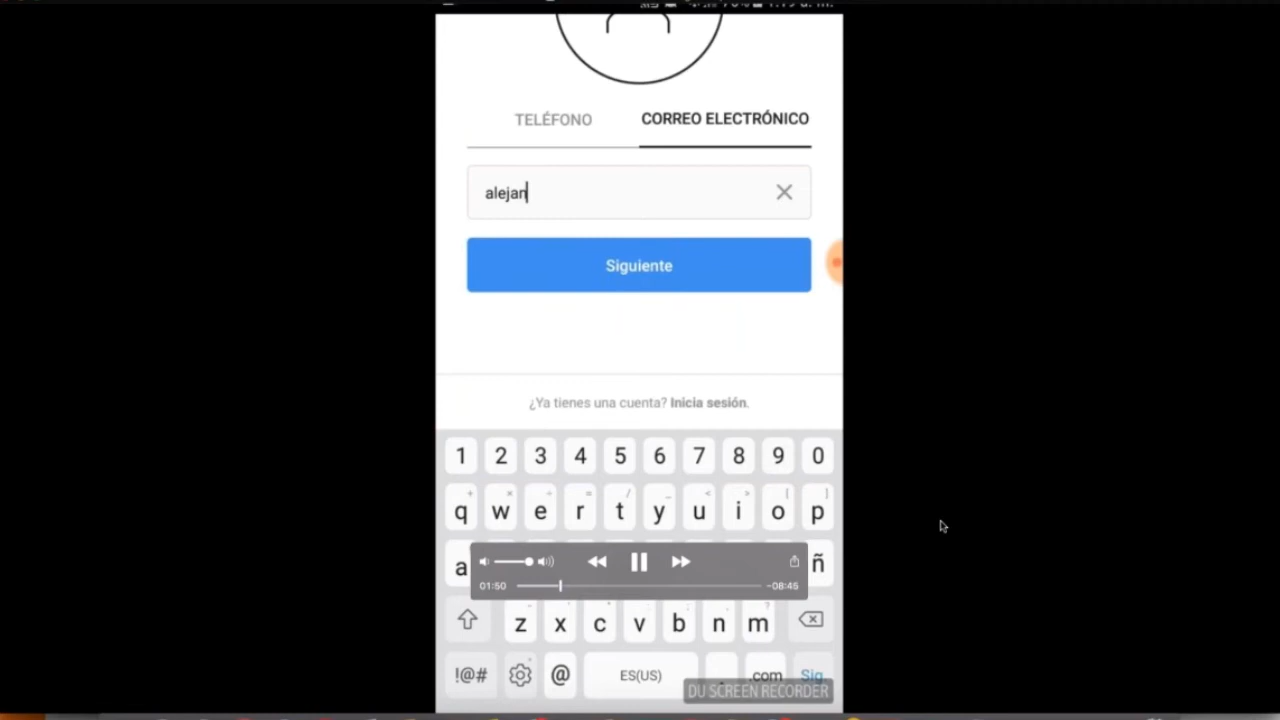 TELÉFONO CORREO ELECTRÓNICO
alejan
Siguiente
¿Ya tienes una cuenta? Inicia sesión.
1 2 3 4 5 6 7 8 9 0
q w e r t y u i o p
a ñ
01:50 -08:45
z x c v b n m
!@# @ ES(US) . .com Sig.
DU SCREEN RECORDER